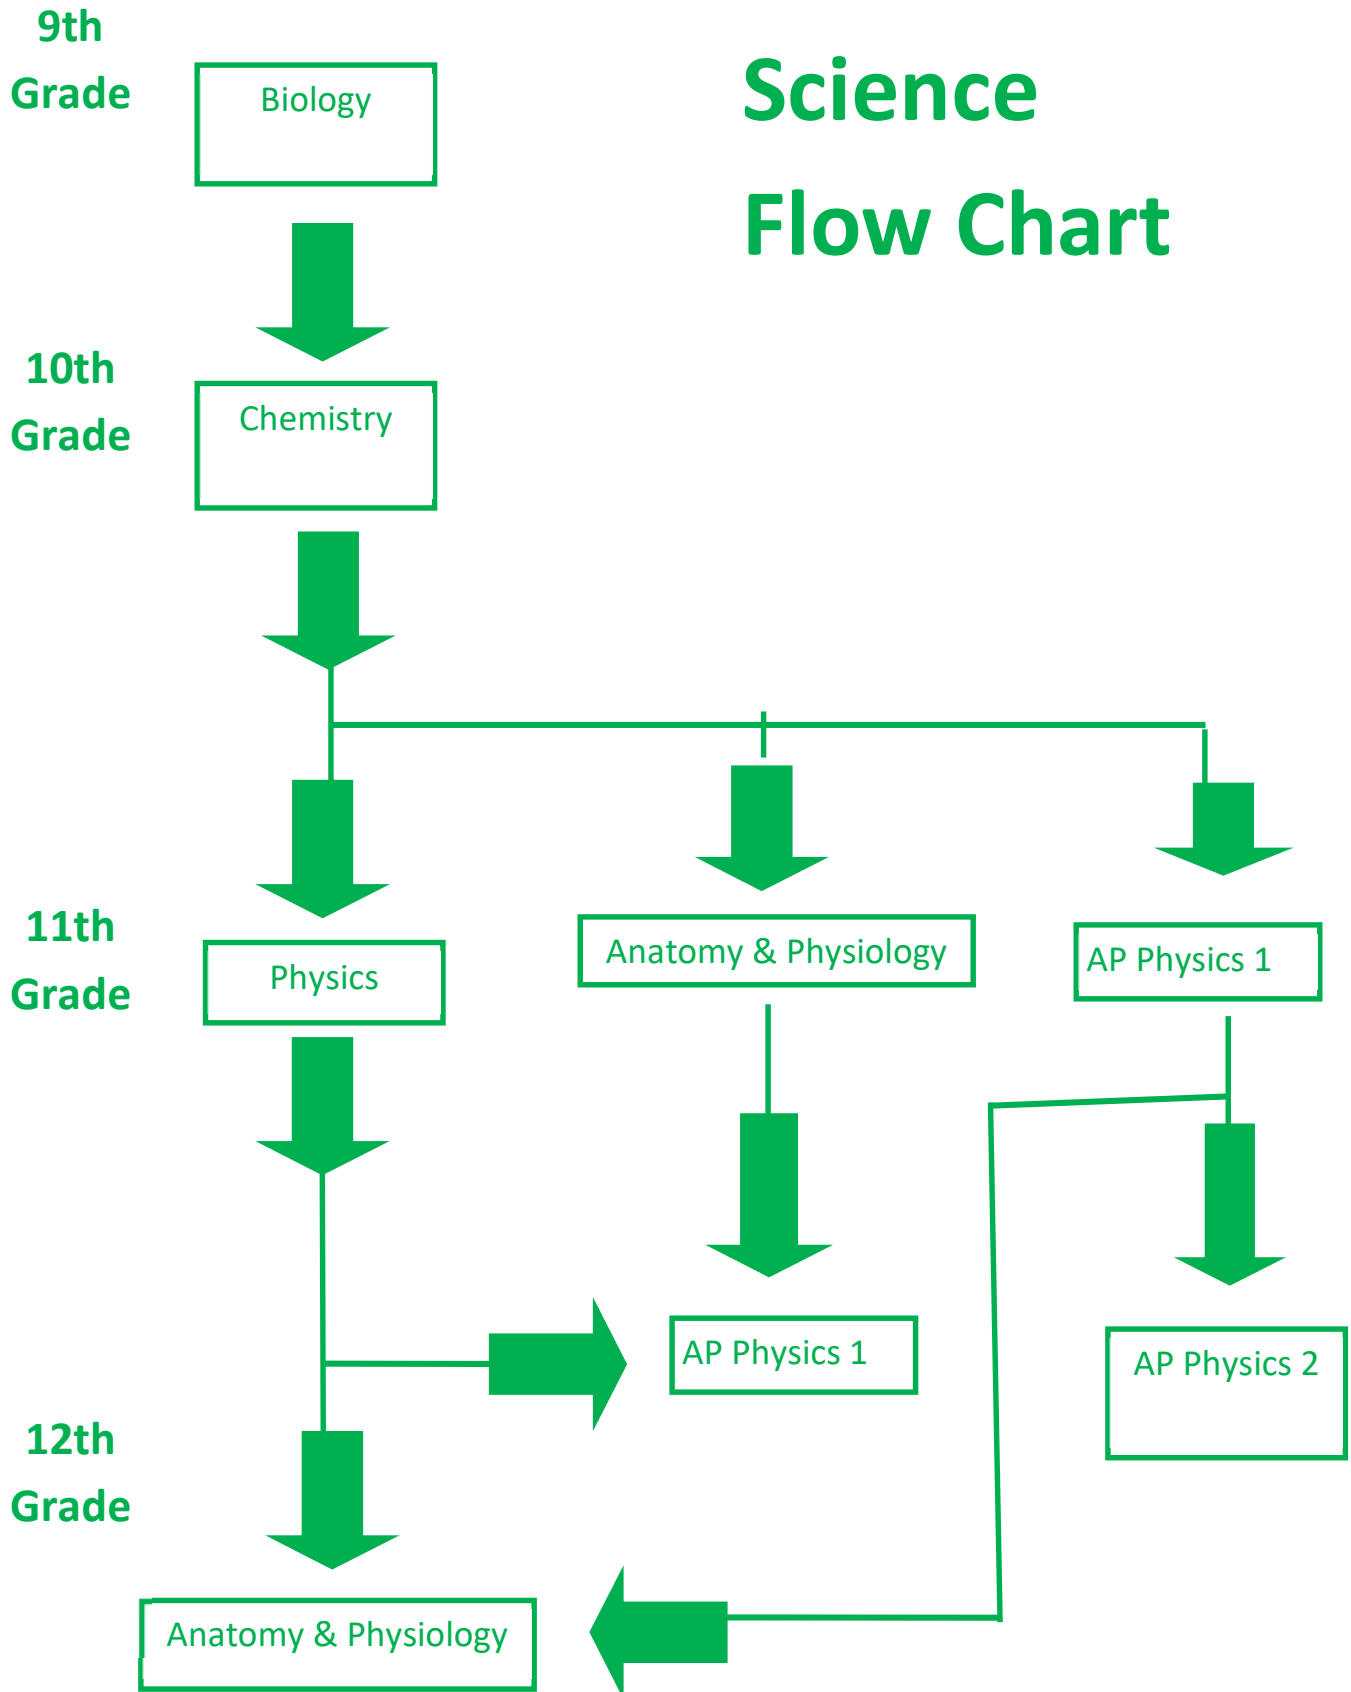 9th
Grade
Biology
Science
Flow Chart
10th
Grade
Chemistry
11th
Grade
Physics
Anatomy & Physiology
AP Physics 1
AP Physics 1
AP Physics 2
12th
Grade
Anatomy & Physiology